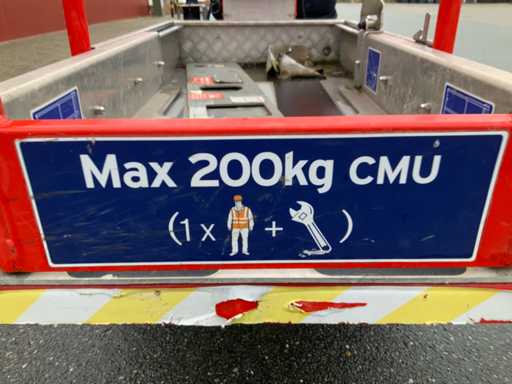 Max 200kg CMU
(1 x + )